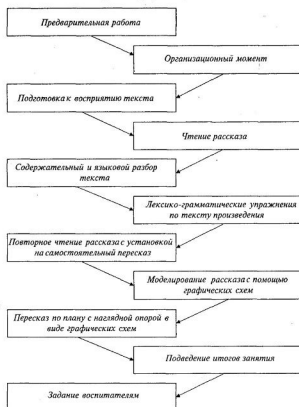 Предварительная работа
Организационный момент
Подготовка к восприятию текста
Чтение рассказа
Содержательный и языковой разбор
текста
Лексико-грамматические упражнения
по тексту произведения
Повторное чтение рассказа с установкой
на самостоятельный пересказ
Моделирование рассказа с помощью
графических схем
Пересказ по плану с наглядной опорой в
виде графических схем
Подведение итогов занятия
Задание воспитателям